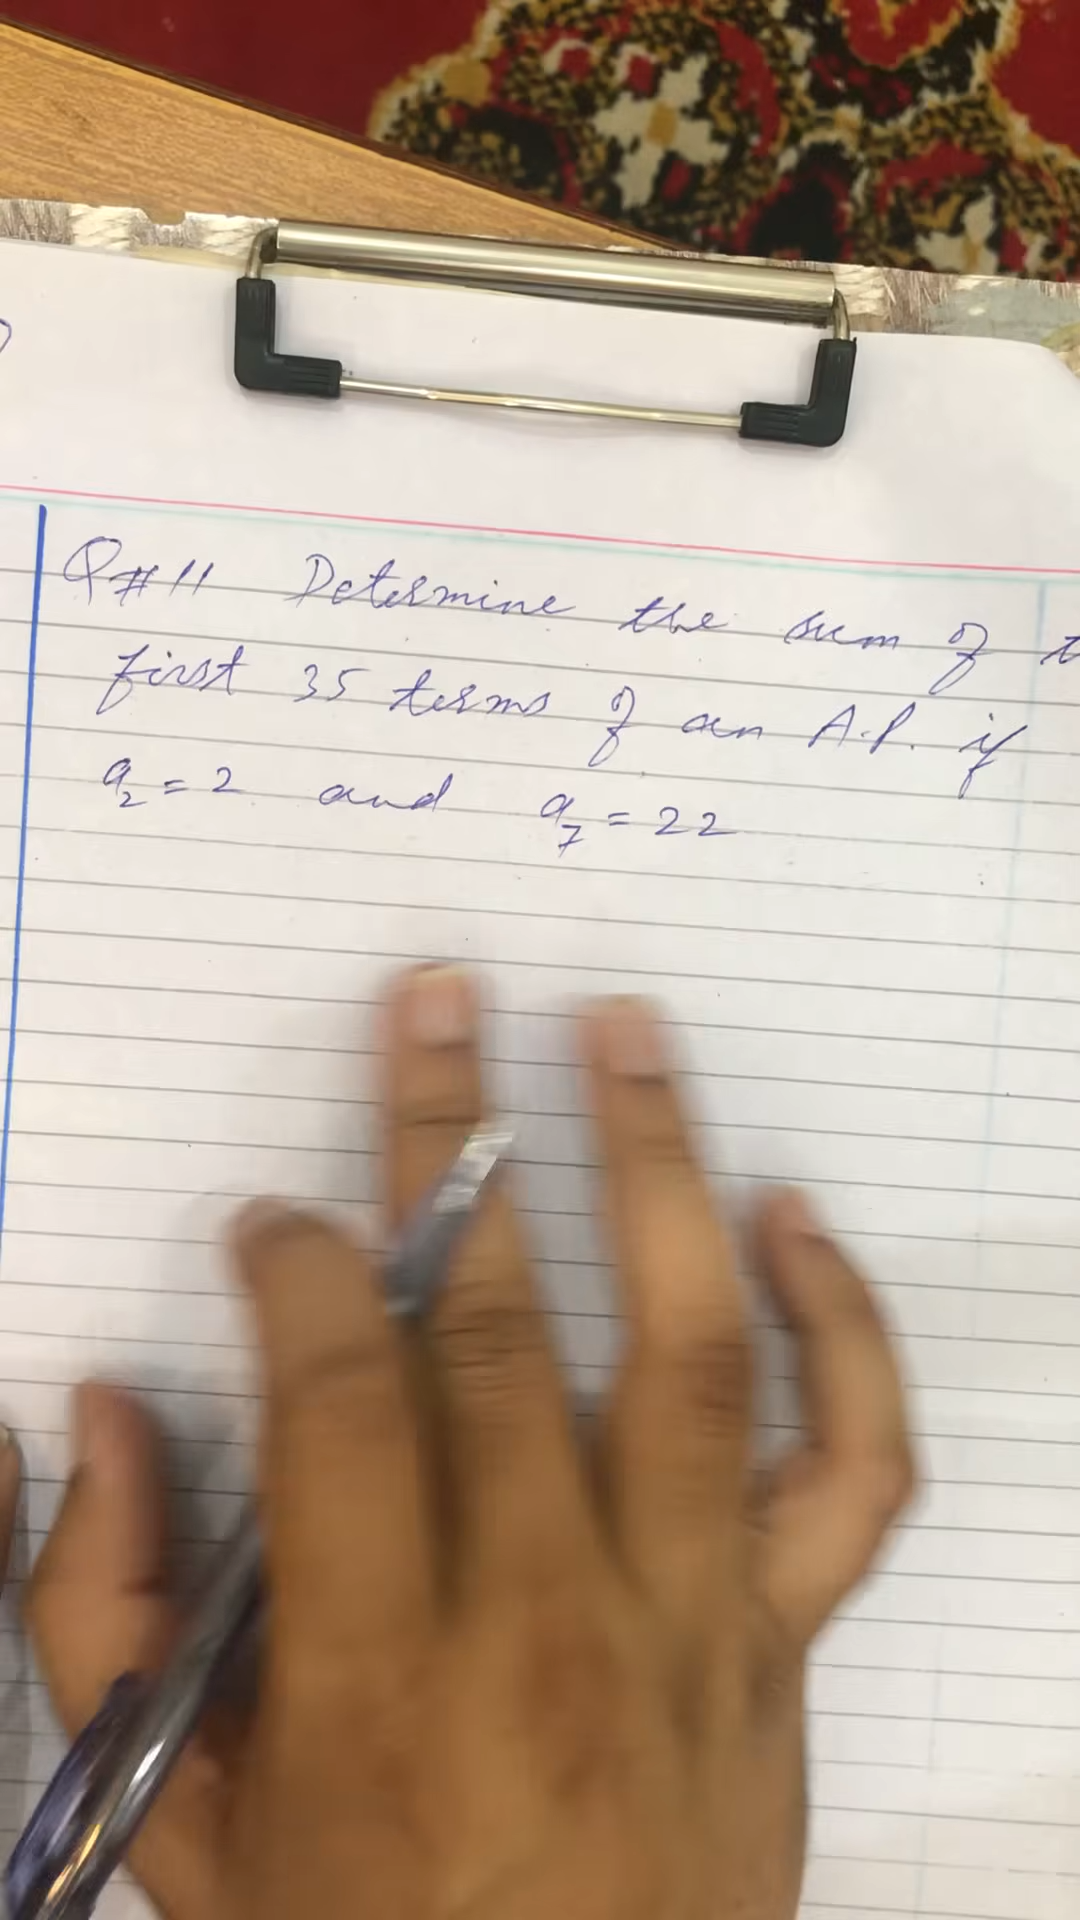 Q#11 Determine the sum of
first 35 terms of an A.P. if
a₂ = 2 and a₇ = 22